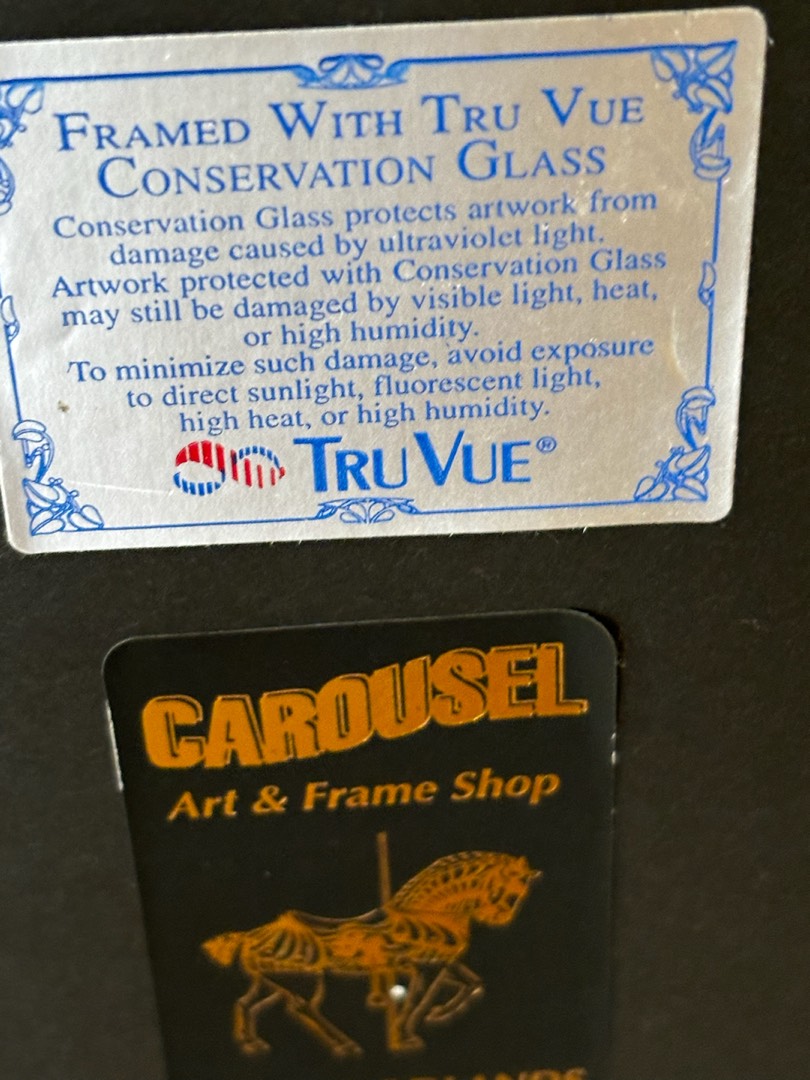 FRAMED WITH TRU VUE
CONSERVATION GLASS
Conservation Glass protects artwork from
damage caused by ultraviolet light.
Artwork protected with Conservation Glass
may still be damaged by visible light, heat,
or high humidity.
To minimize such damage, avoid exposure
to direct sunlight, fluorescent light,
high heat, or high humidity.
TRU VUE®
CAROUSEL
Art & Frame Shop